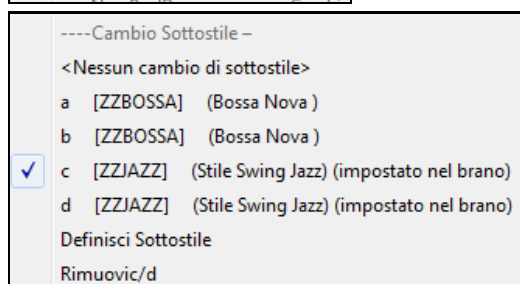 ----Cambio Sottostile –
<Nessun cambio di sottostile>
a [ZZBOSSA] (Bossa Nova )
b [ZZBOSSA] (Bossa Nova )
c [ZZJAZZ] (Stile Swing Jazz) (impostato nel brano)
d [ZZJAZZ] (Stile Swing Jazz) (impostato nel brano)
Definisci Sottostile
Rimuovic/d